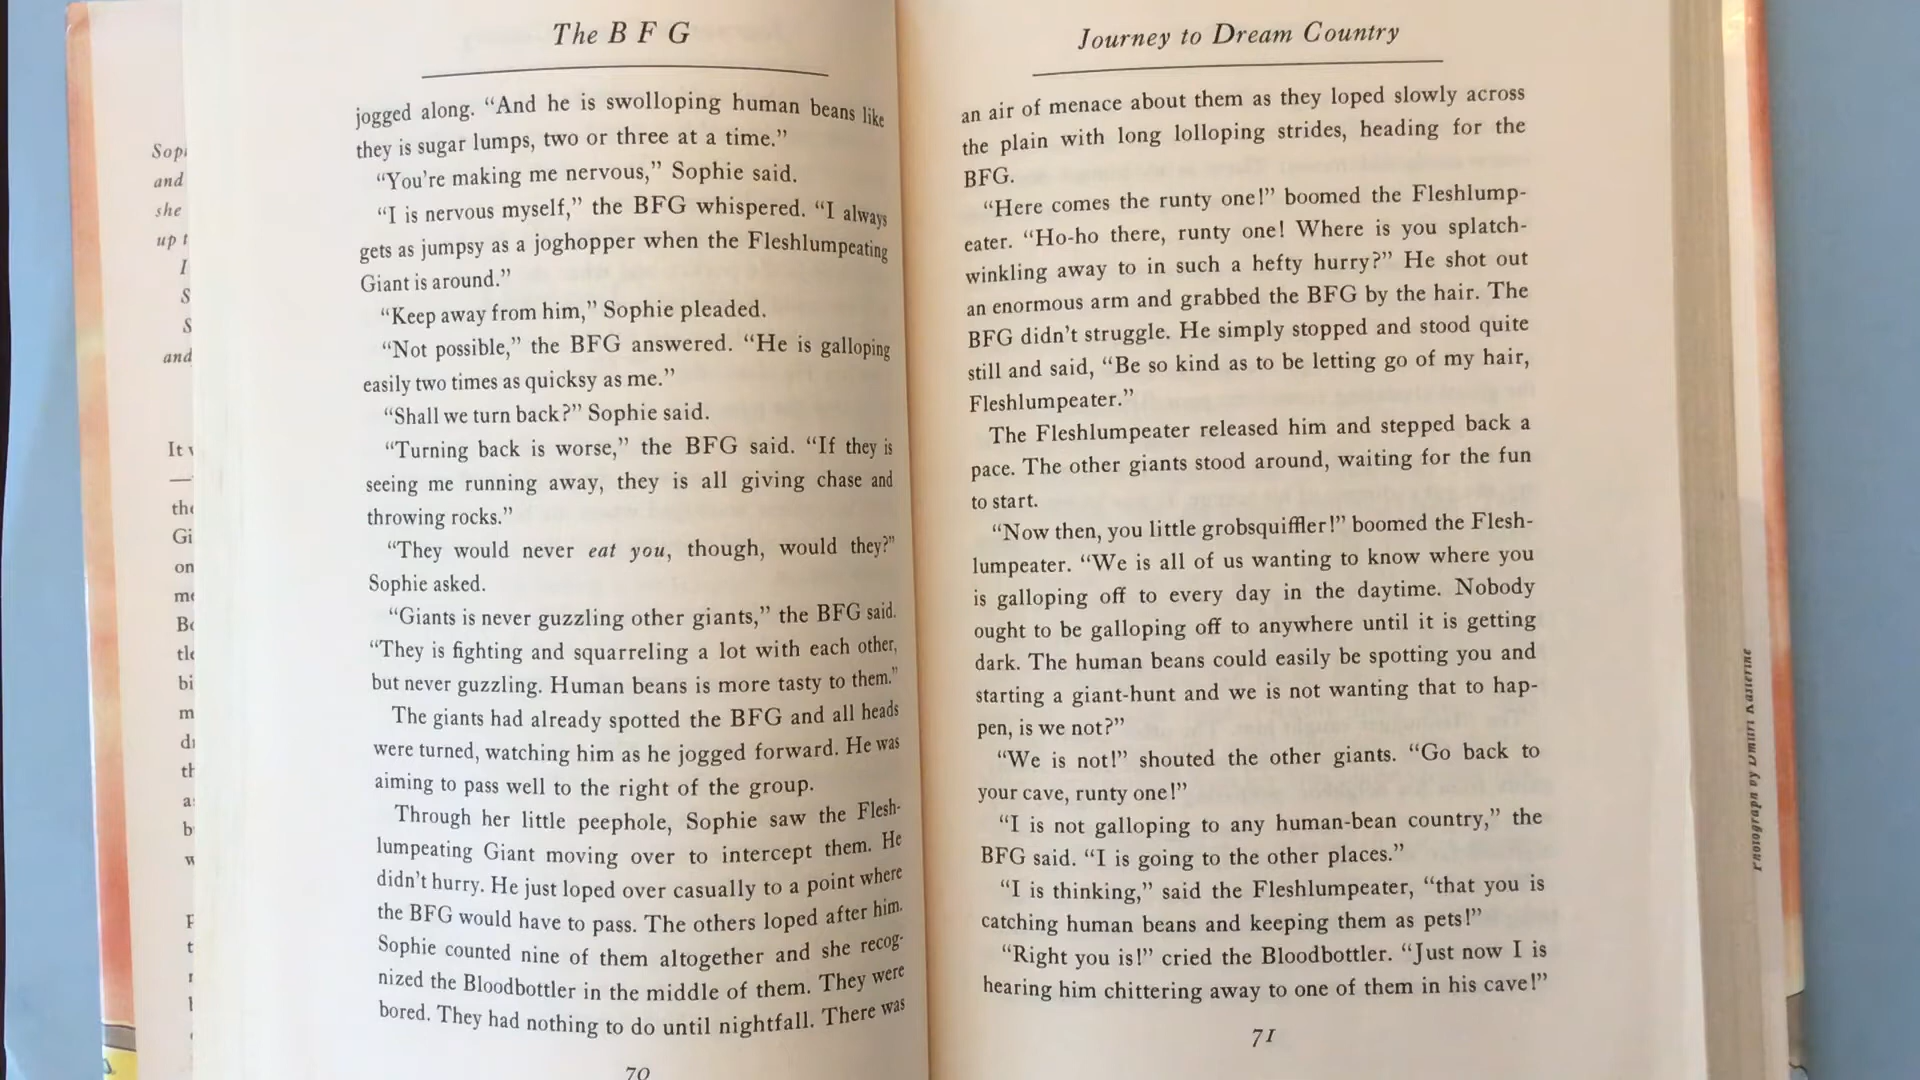 The B F G
jogged along. “And he is swolloping human beans like
they is sugar lumps, two or three at a time.”
“You're making me nervous,” Sophie said.
“I is nervous myself,” the BFG whispered. “I always
gets as jumpsy as a joghopper when the Fleshlumpeating
Giant is around.”
“Keep away from him,” Sophie pleaded.
“Not possible,” the BFG answered. “He is galloping
easily two times as quicksy as me.”
“Shall we turn back?” Sophie said.
“Turning back is worse,” the BFG said. “If they is
seeing me running away, they is all giving chase and
throwing rocks.”
“They would never eat you, though, would they?”
Sophie asked.
“Giants is never guzzling other giants,” the BFG said.
“They is fighting and squarreling a lot with each other,
but never guzzling. Human beans is more tasty to them.”
The giants had already spotted the BFG and all heads
were turned, watching him as he jogged forward. He was
aiming to pass well to the right of the group.
Through her little peephole, Sophie saw the Flesh-
lumpeating Giant moving over to intercept them. He
didn't hurry. He just loped over casually to a point where
the BFG would have to pass. The others loped after him.
Sophie counted nine of them altogether and she recog-
nized the Bloodbottler in the middle of them. They were
bored. They had nothing to do until nightfall. There was
70
Journey to Dream Country
an air of menace about them as they loped slowly across
the plain with long lolloping strides, heading for the
BFG.
“Here comes the runty one!” boomed the Fleshlump-
eater. “Ho-ho there, runty one! Where is you splatch-
winkling away to in such a hefty hurry?” He shot out
an enormous arm and grabbed the BFG by the hair. The
BFG didn't struggle. He simply stopped and stood quite
still and said, “Be so kind as to be letting go of my hair,
Fleshlumpeater.”
The Fleshlumpeater released him and stepped back a
pace. The other giants stood around, waiting for the fun
to start.
“Now then, you little grobsquiffler!” boomed the Flesh-
lumpeater. “We is all of us wanting to know where you
is galloping off to every day in the daytime. Nobody
ought to be galloping off to anywhere until it is getting
dark. The human beans could easily be spotting you and
starting a giant-hunt and we is not wanting that to hap-
pen, is we not?”
“We is not!” shouted the other giants. “Go back to
your cave, runty one!”
“I is not galloping to any human-bean country,” the
BFG said. “I is going to the other places.”
“I is thinking,” said the Fleshlumpeater, “that you is
catching human beans and keeping them as pets!”
“Right you is!” cried the Bloodbottler. “Just now I is
hearing him chittering away to one of them in his cave!”
71
and
she
up t
I
S
S
and
It
Photograph by